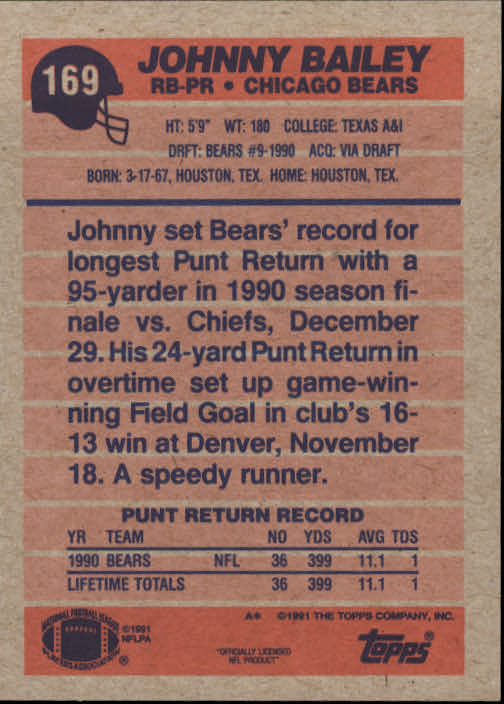 169
JOHNNY BAILEY
RB-PR • CHICAGO BEARS
HT: 5'9" WT: 180 COLLEGE: TEXAS A&I
DRFT: BEARS #9-1990 ACQ: VIA DRAFT
BORN: 3-17-67, HOUSTON, TEX. HOME: HOUSTON, TEX.
Johnny set Bears' record for
longest Punt Return with a
95-yarder in 1990 season fi-
nale vs. Chiefs, December
29. His 24-yard Punt Return in
overtime set up game-win-
ning Field Goal in club's 16-
13 win at Denver, November
18. A speedy runner.
PUNT RETURN RECORD
YR TEAM NO YDS AVG TDS
1990 BEARS NFL 36 399 11.1 1
LIFETIME TOTALS 36 399 11.1 1
A* ©1991 THE TOPPS COMPANY, INC.
NATIONAL FOOTBALL LEAGUE
PLAYERS ASSOCIATION
©1991
NFLPA
®
"OFFICIALLY LICENSED
NFL PRODUCT"
topps®